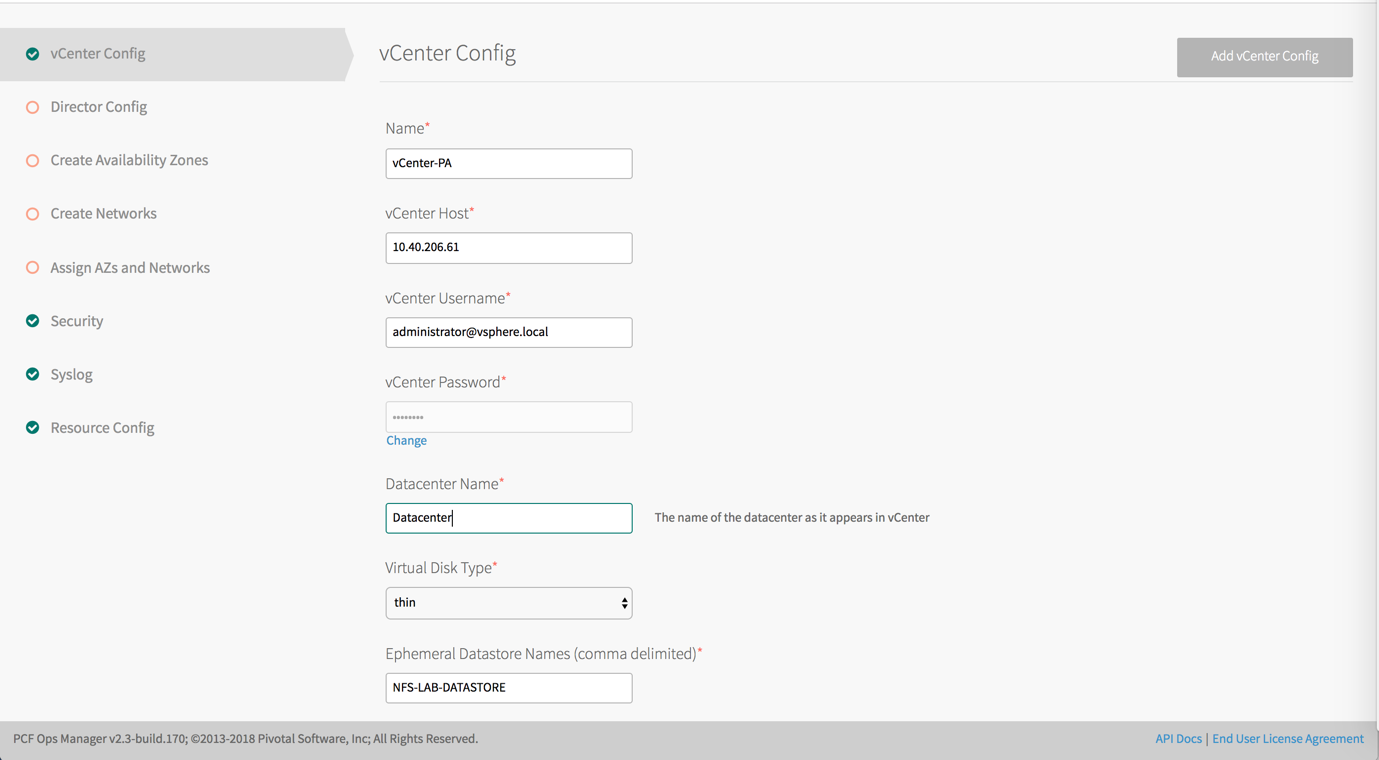 vCenter Config
Director Config
Create Availability Zones
Create Networks
Assign AZs and Networks
Security
Syslog
Resource Config
vCenter Config
Add vCenter Config
Name*
vCenter-PA
vCenter Host*
10.40.206.61
vCenter Username*
administrator@vsphere.local
vCenter Password*
••••••••
Change
Datacenter Name*
Datacenter
The name of the datacenter as it appears in vCenter
Virtual Disk Type*
thin
Ephemeral Datastore Names (comma delimited)*
NFS-LAB-DATASTORE
PCF Ops Manager v2.3-build.170; ©2013-2018 Pivotal Software, Inc; All Rights Reserved.
API Docs | End User License Agreement